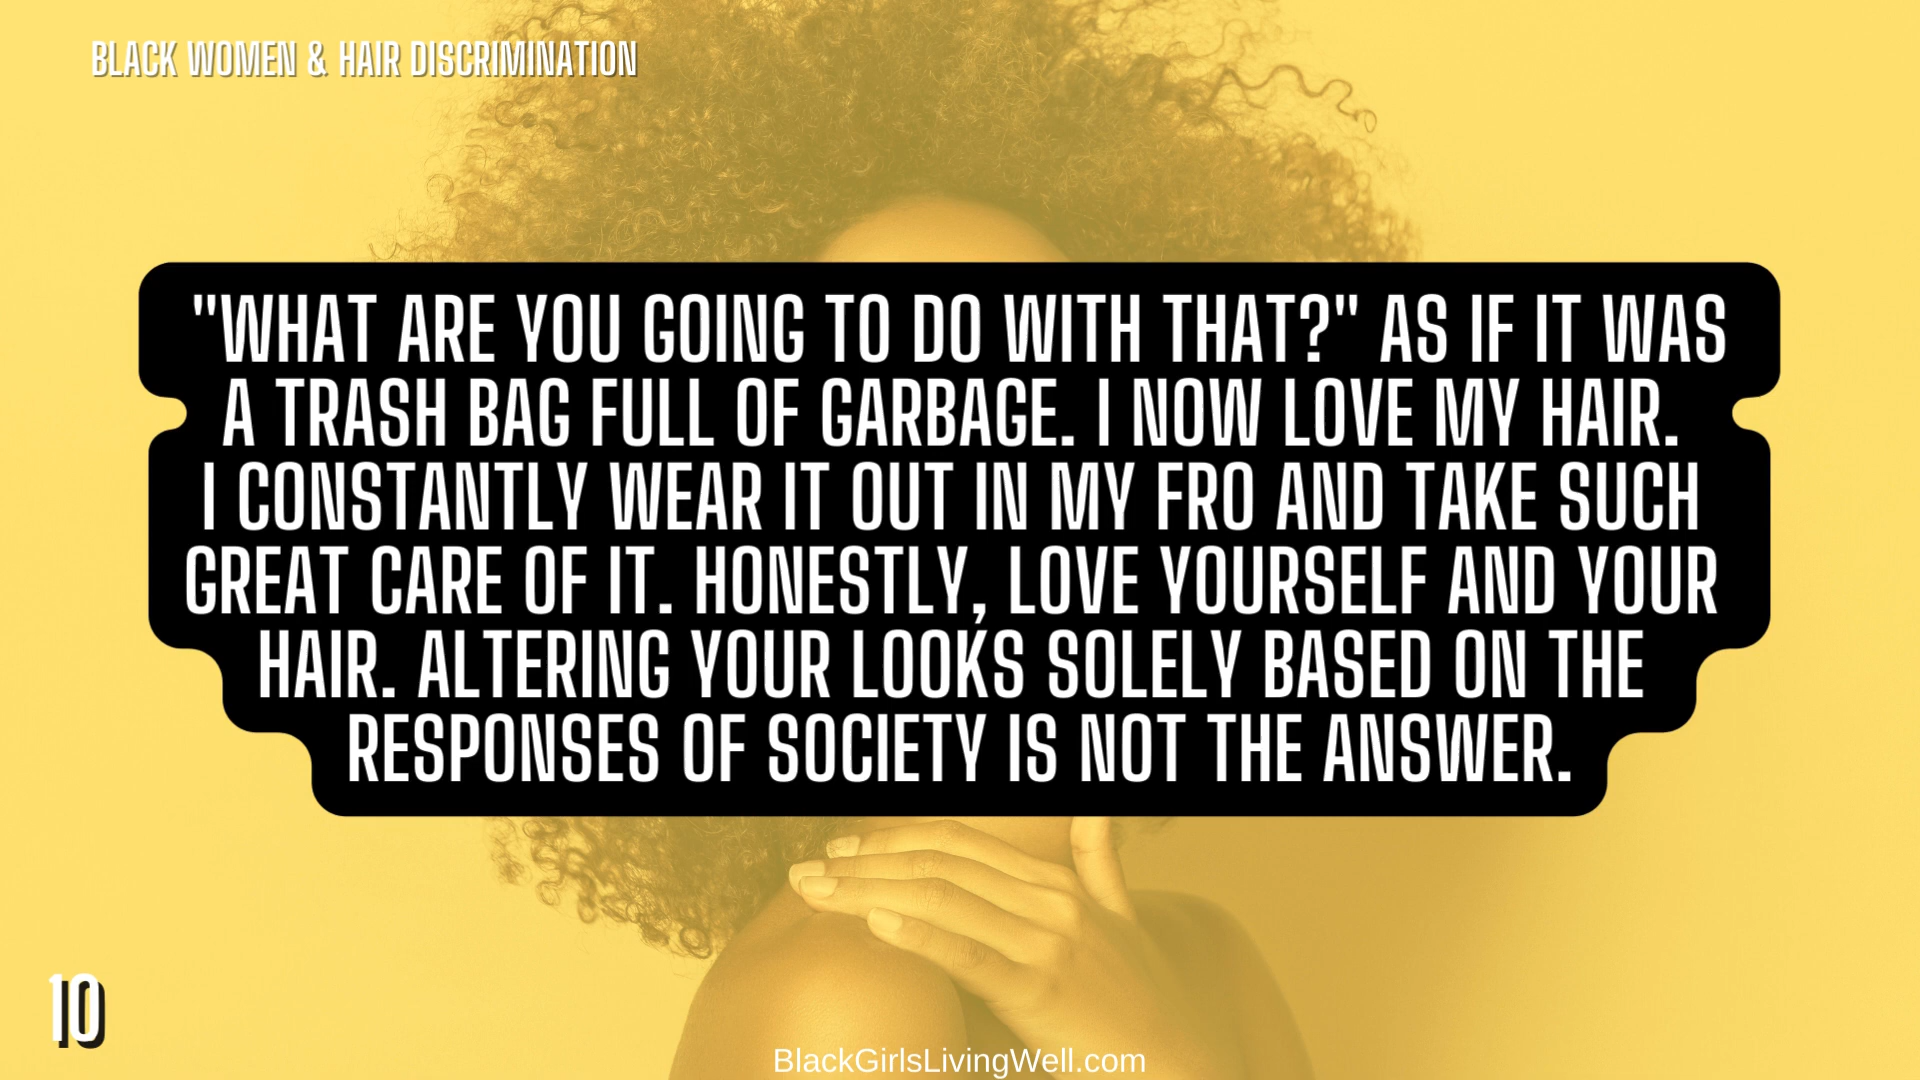 BLACK WOMEN & HAIR DISCRIMINATION
"WHAT ARE YOU GOING TO DO WITH THAT?" AS IF IT WAS
A TRASH BAG FULL OF GARBAGE. I NOW LOVE MY HAIR.
I CONSTANTLY WEAR IT OUT IN MY FRO AND TAKE SUCH
GREAT CARE OF IT. HONESTLY, LOVE YOURSELF AND YOUR
HAIR. ALTERING YOUR LOOKS SOLELY BASED ON THE
RESPONSES OF SOCIETY IS NOT THE ANSWER.
10
BlackGirlsLivingWell.com